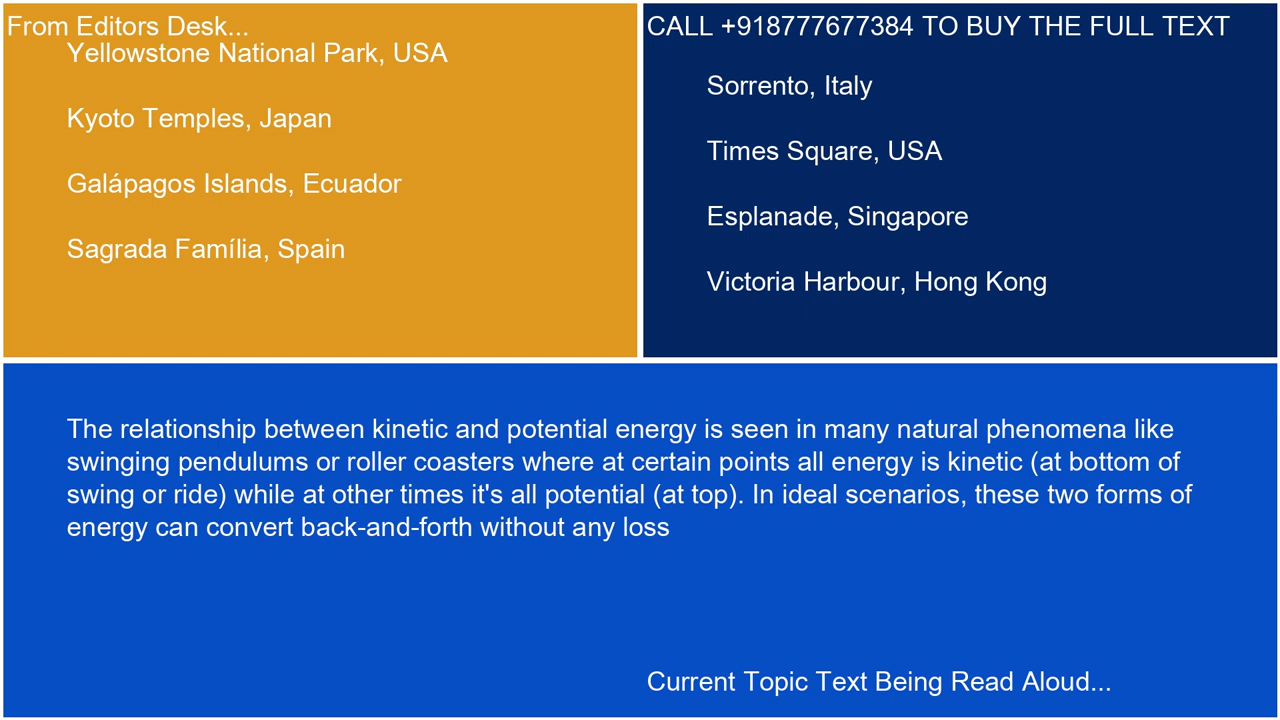 From Editors Desk...
Yellowstone National Park, USA
Kyoto Temples, Japan
Galápagos Islands, Ecuador
Sagrada Família, Spain
CALL +918777677384 TO BUY THE FULL TEXT
Sorrento, Italy
Times Square, USA
Esplanade, Singapore
Victoria Harbour, Hong Kong
The relationship between kinetic and potential energy is seen in many natural phenomena like
swinging pendulums or roller coasters where at certain points all energy is kinetic (at bottom of
swing or ride) while at other times it's all potential (at top). In ideal scenarios, these two forms of
energy can convert back-and-forth without any loss
Current Topic Text Being Read Aloud...